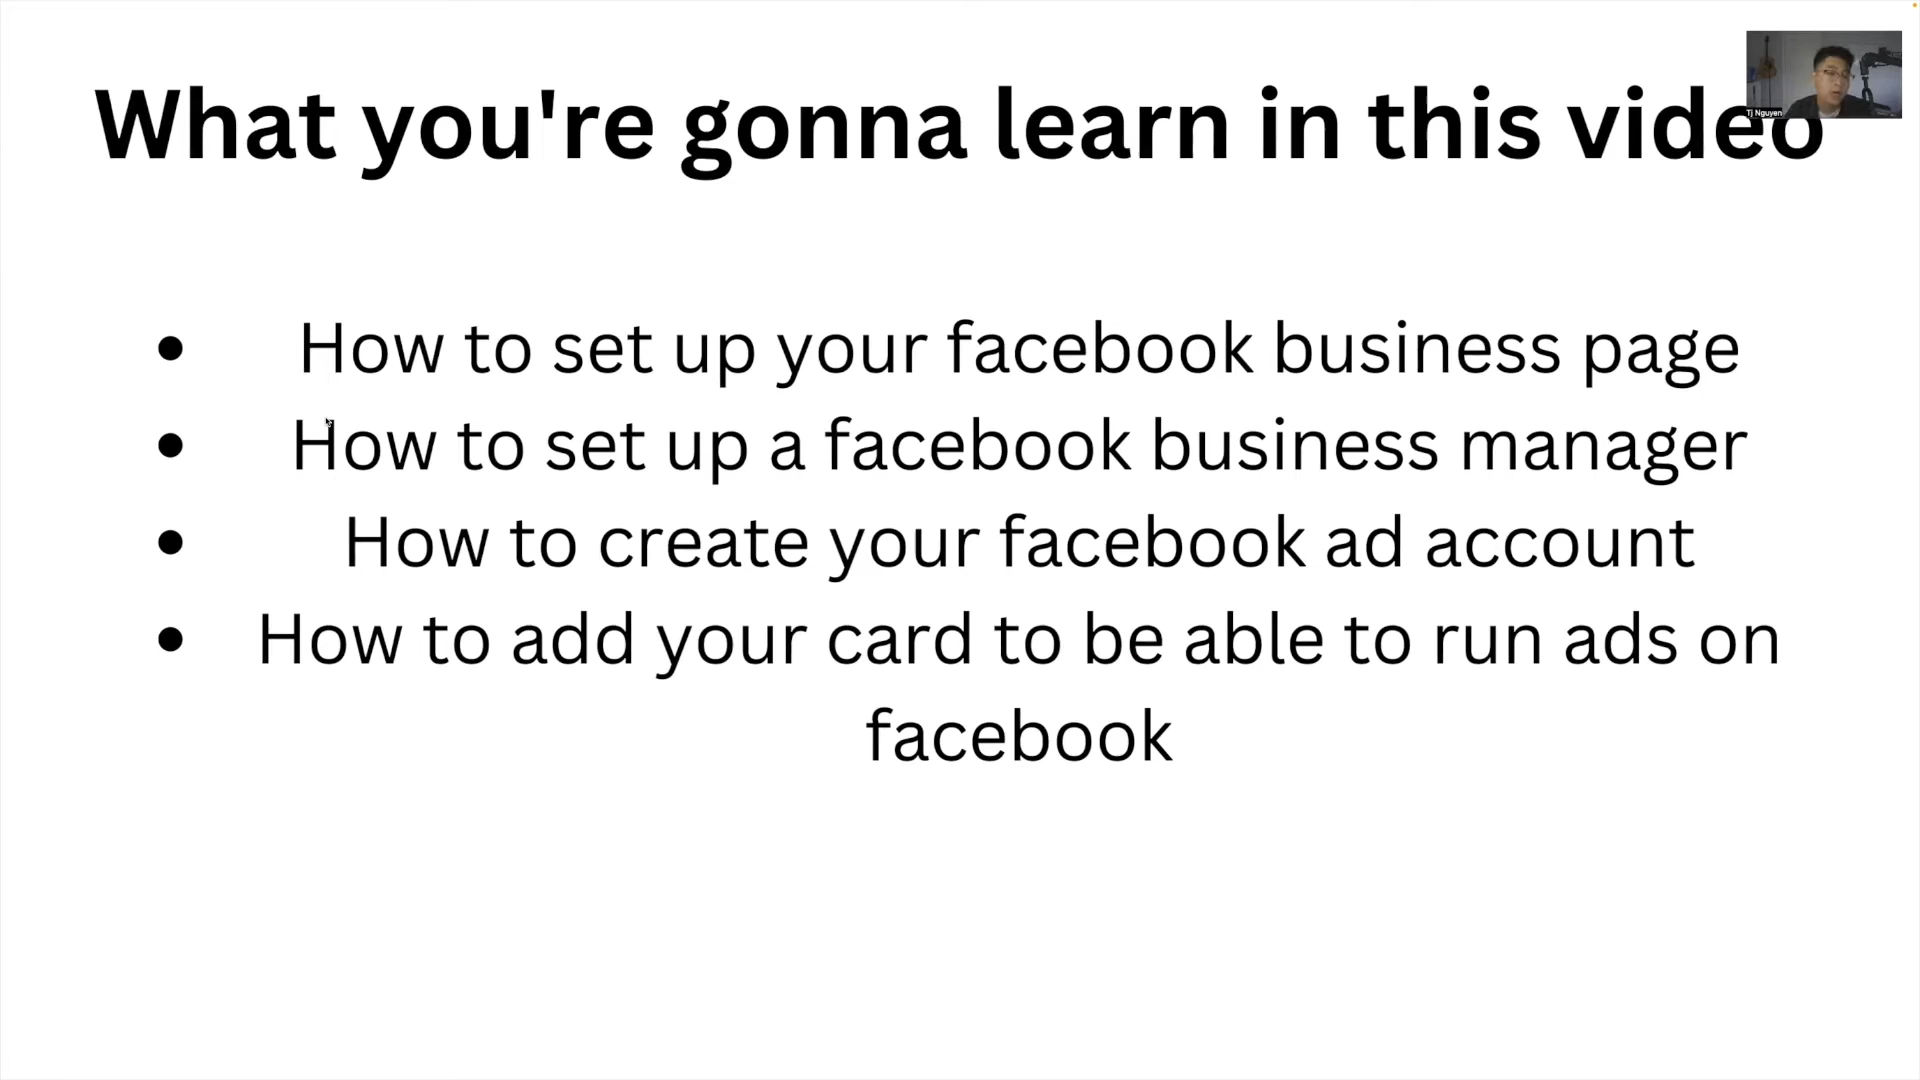 What you're gonna learn in this video
Tj Nguyen
• How to set up your facebook business page
• How to set up a facebook business manager
• How to create your facebook ad account
• How to add your card to be able to run ads on
facebook